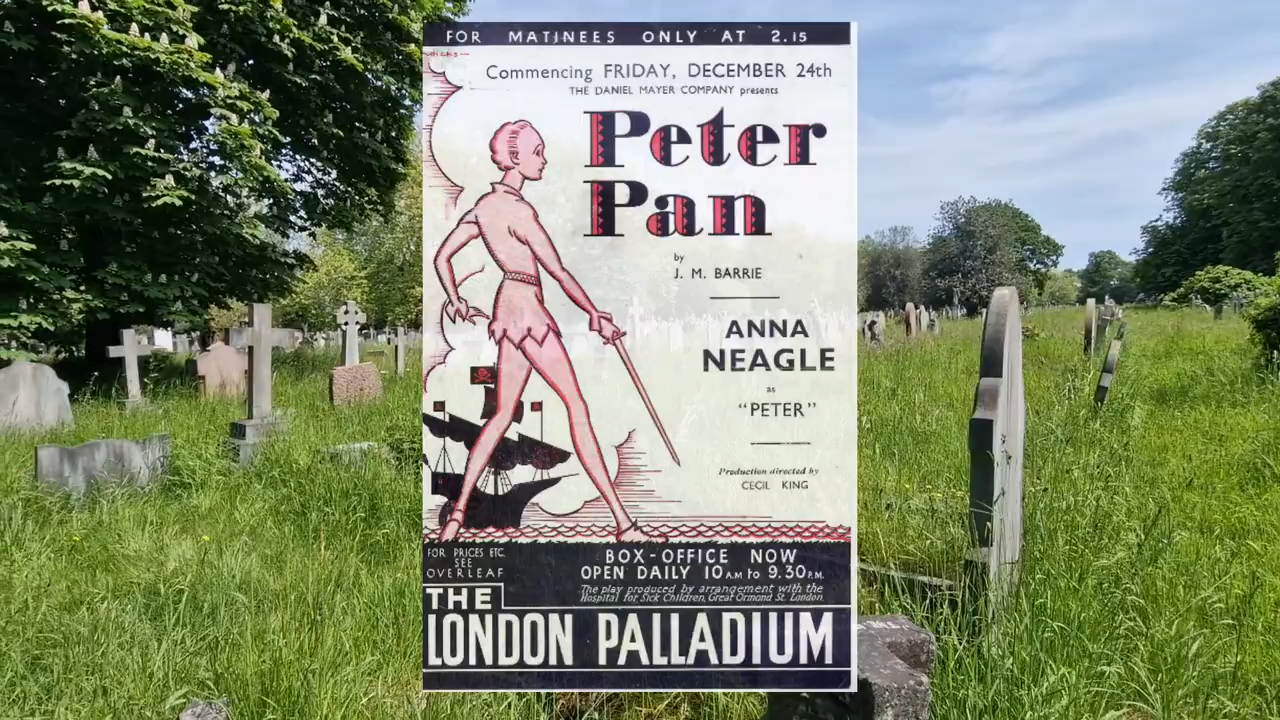 FOR MATINEES ONLY AT 2.15
Commencing FRIDAY, DECEMBER 24th
THE DANIEL MAYER COMPANY presents
Peter
Pan
by
J. M. BARRIE
ANNA
NEAGLE
as
"PETER"
Production directed by
CECIL KING
FOR PRICES ETC.
SEE
OVERLEAF
BOX-OFFICE NOW
OPEN DAILY 10 A.M to 9.30 P.M.
The play produced by arrangement with the
Hospital for Sick Children, Great Ormond St. London.
THE
LONDON PALLADIUM